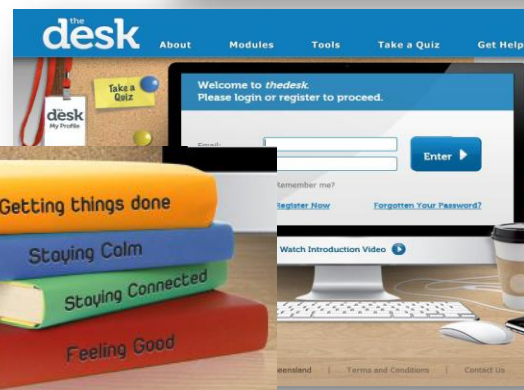 the
desk
About Modules Tools Take a Quiz Get Help
Take a
Quiz
the
desk
My Profile
Welcome to thedesk.
Please login or register to proceed.
Email:
Enter
Remember me?
Register Now Forgotten Your Password?
Watch Introduction Video
Getting things done
Staying Calm
Staying Connected
Feeling Good
Terms and Conditions | Contact Us